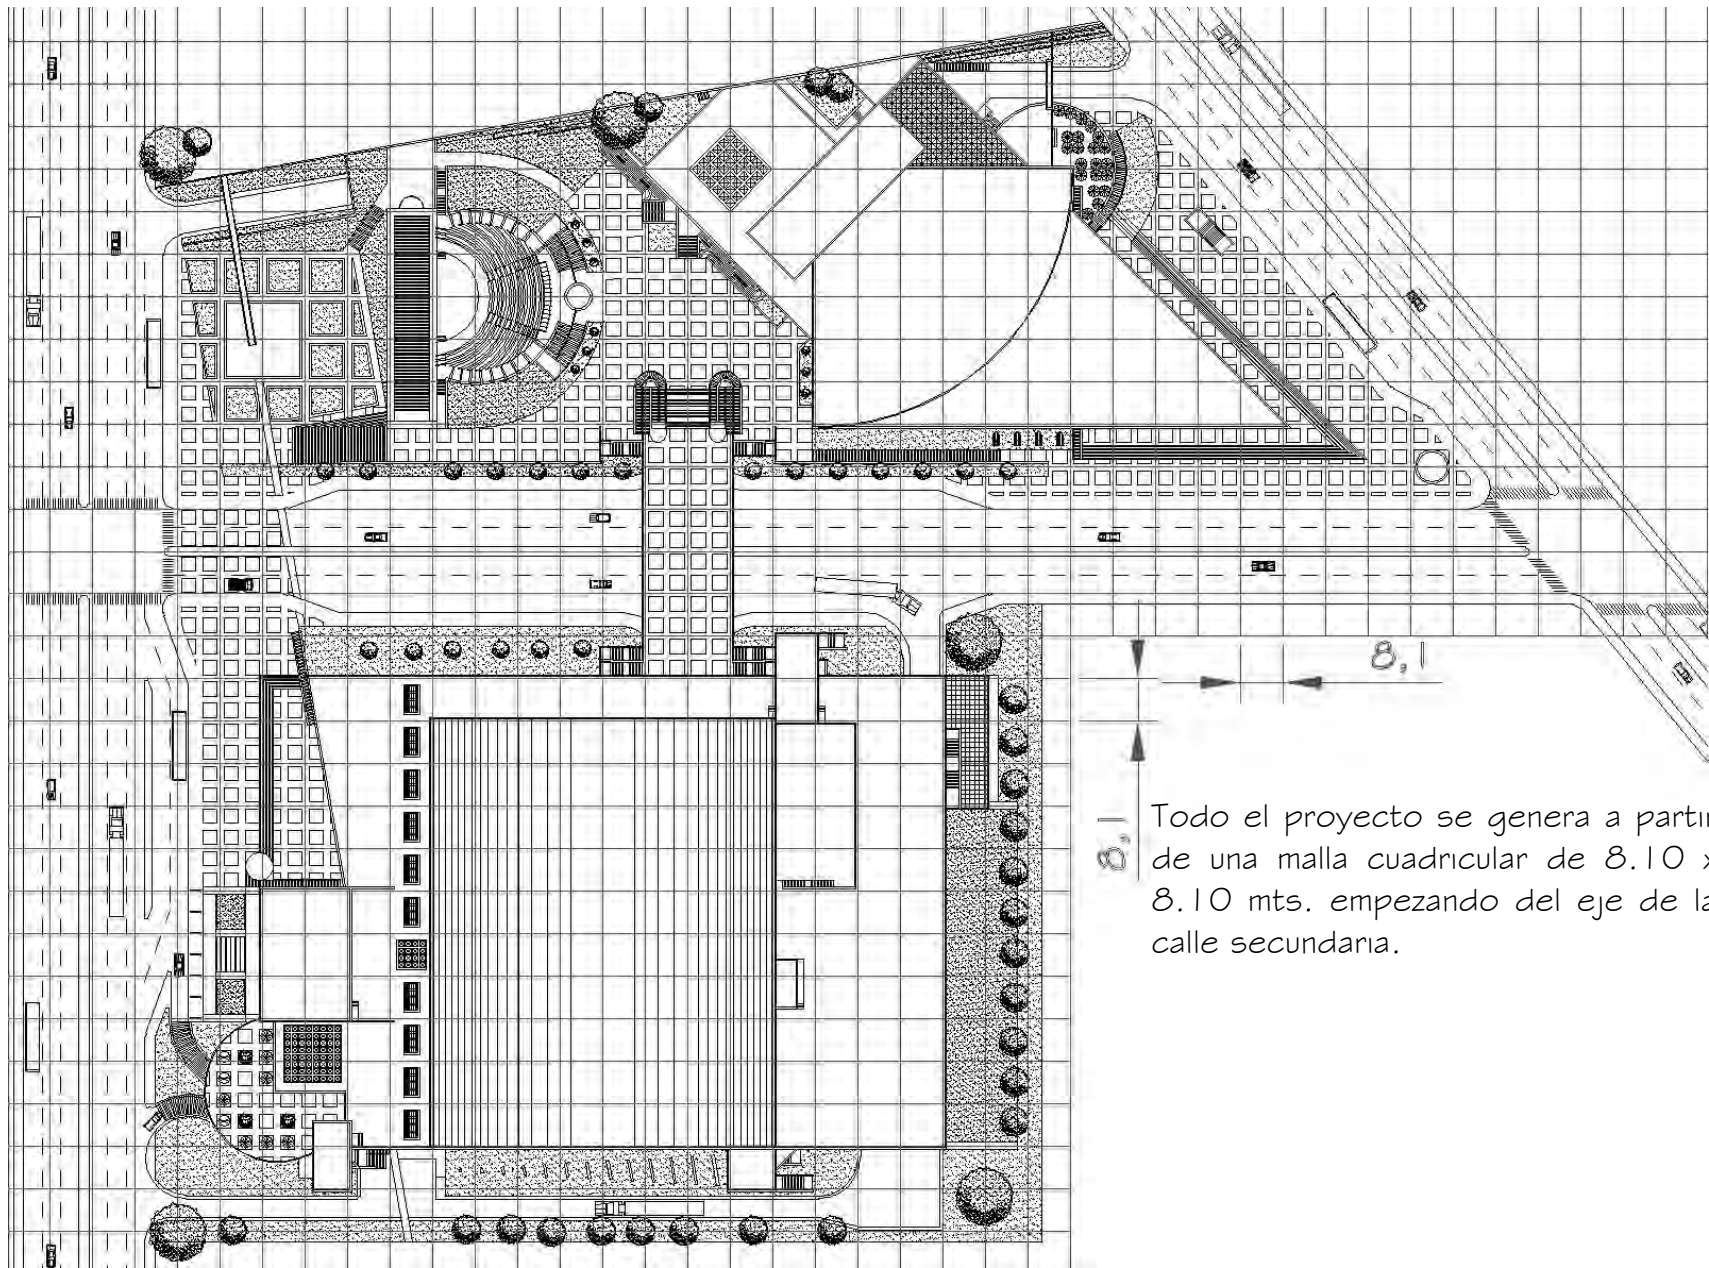 8,1
8,1
Todo el proyecto se genera a partir
de una malla cuadricular de 8.10 x
8.10 mts. empezando del eje de la
calle secundaria.